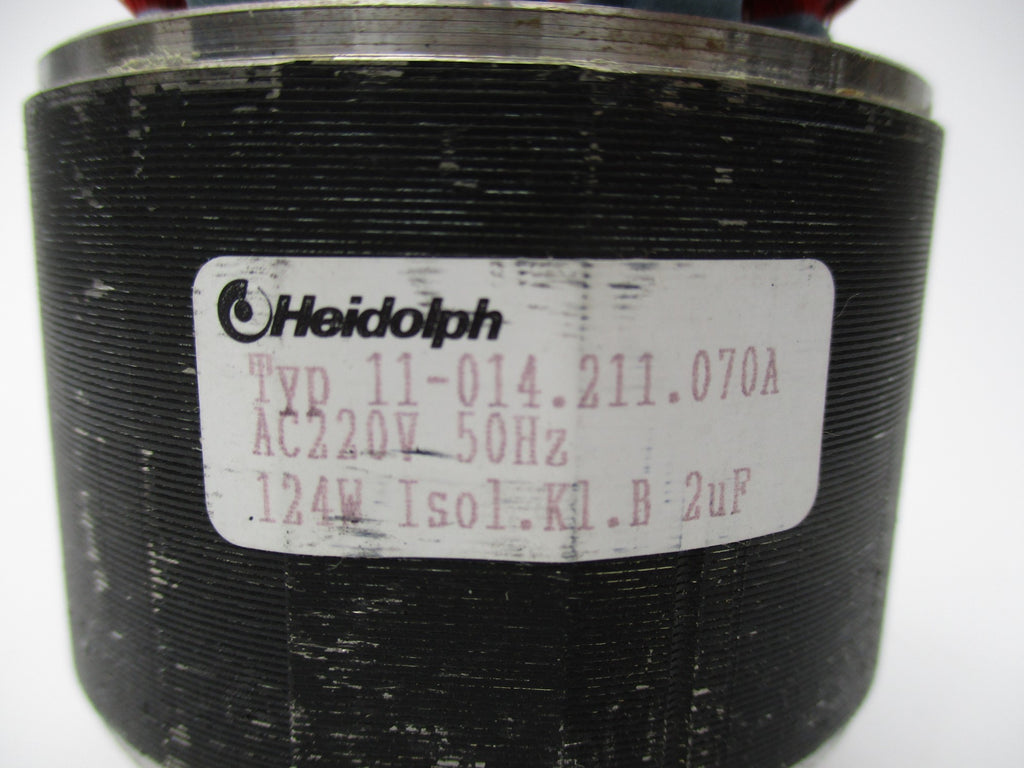 Heidolph
Typ 11-014.211.070A
AC220V 50Hz
124W Isol.Kl.B 2uF